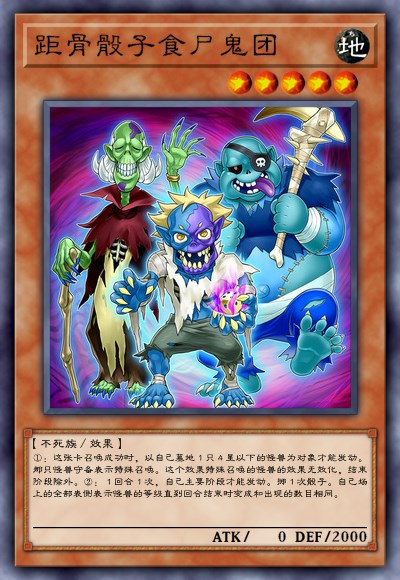 距骨骰子食尸鬼团
地
【不死族/效果】
①：这张卡召唤成功时，以自己墓地1只4星以下的怪兽为对象才能发动。
那只怪兽守备表示特殊召唤。这个效果特殊召唤的怪兽的效果无效化，结束
阶段除外。②：1回合1次，自己主要阶段才能发动。掷1次骰子。自己场
上的全部表侧表示怪兽的等级直到回合结束时变成和出现的数目相同。
ATK/ 0 DEF/2000